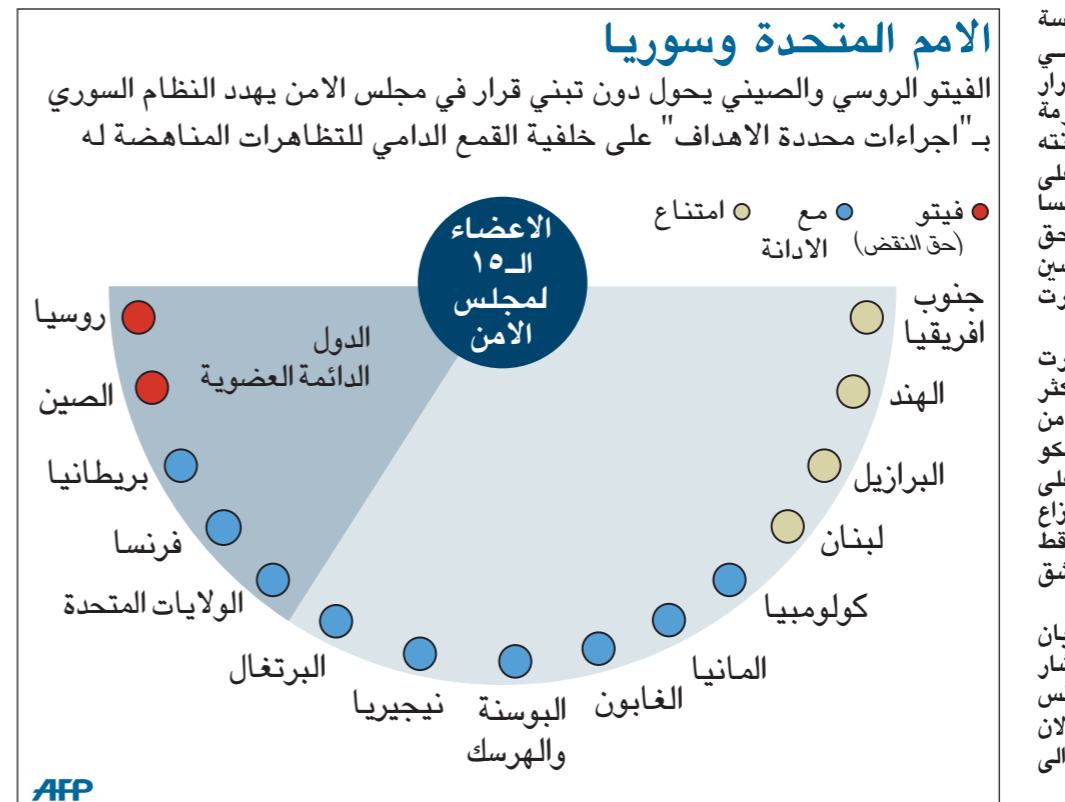 الامم المتحدة وسوريا
الفيتو الروسي والصيني يحول دون تبني قرار في مجلس الامن يهدد النظام السوري
بـ"اجراءات محددة الاهداف" على خلفية القمع الدامي للتظاهرات المناهضة له
فيتو
(حق النقض)
مع
الادانة
امتناع
الاعضاء
الـ١٥
لمجلس
الامن
الدول
الدائمة العضوية
جنوب
افريقيا
الهند
البرازيل
لبنان
كولومبيا
المانيا
الغابون
البوسنة
والهرسك
نيجيريا
البرتغال
الولايات المتحدة
فرنسا
بريطانيا
الصين
روسيا
AFP